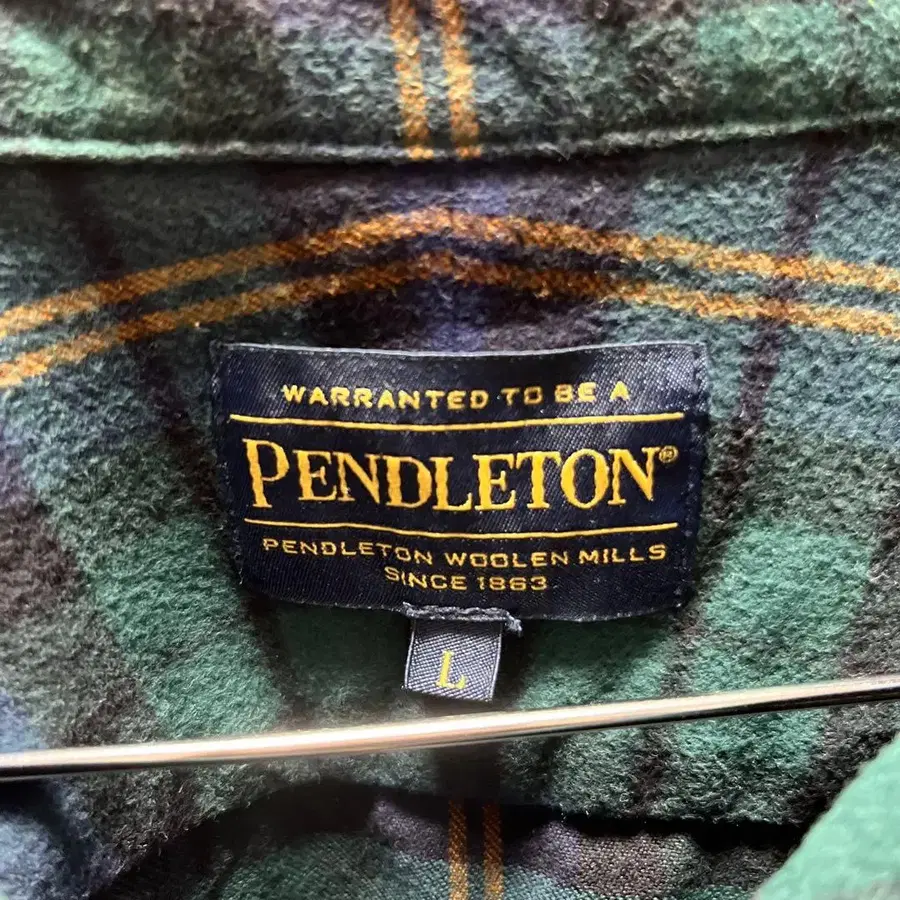 WARRANTED TO BE A
PENDLETON®
PENDLETON WOOLEN MILLS
SINCE 1863
L